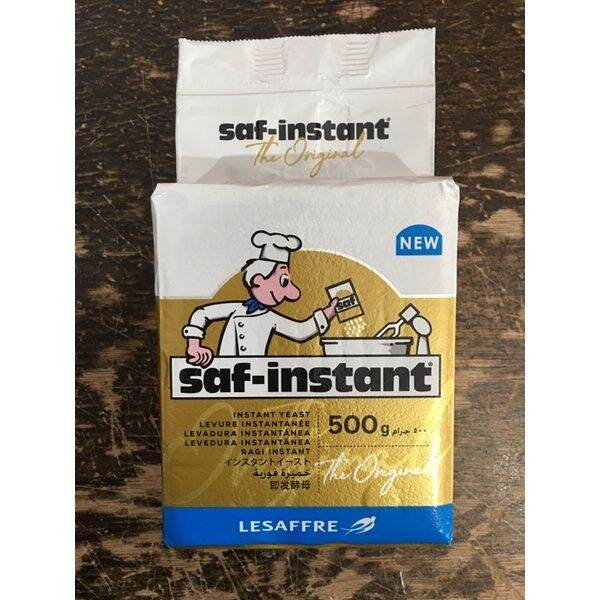 saf-instant®
The Original
NEW
saf
saf-instant®
INSTANT YEAST
LEVURE INSTANTANÉE
LEVADURA INSTANTÁNEA
LEVEDURA INSTANTÂNEA
RAGI INSTANT
インスタントイースト
خميرة فورية
即发酵母
500g ٥٠٠ جرام
The Original
LESAFFRE